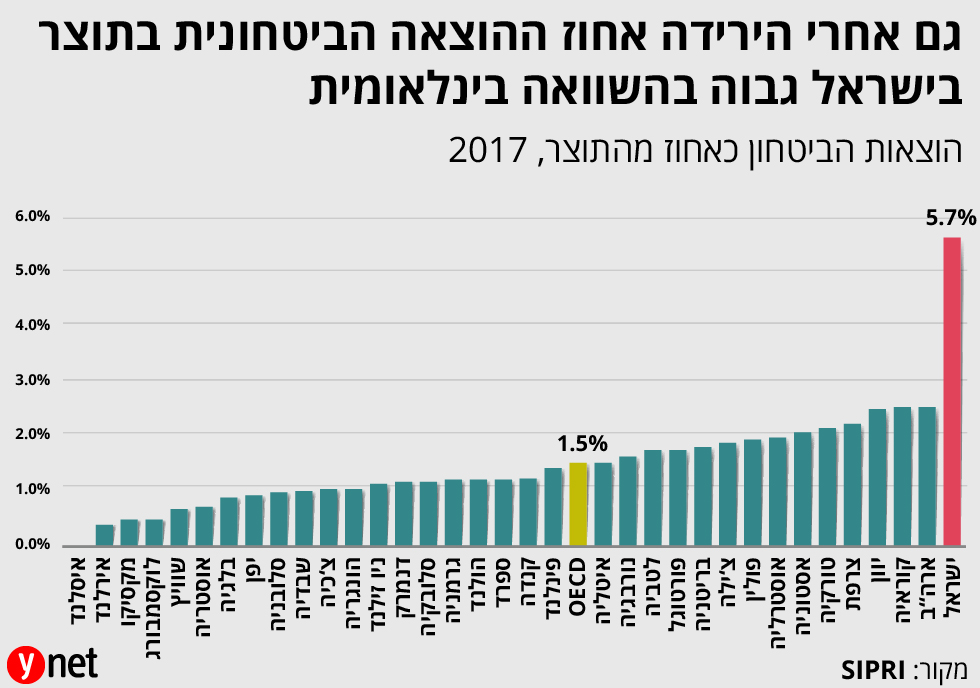 גם אחרי הירידה אחוז ההוצאה הביטחונית בתוצר
בישראל גבוה בהשוואה בינלאומית
הוצאות הביטחון כאחוז מהתוצר, 2017
6.0%
5.0%
4.0%
3.0%
2.0%
1.0%
0.0%
1.5%
5.7%
איסלנד
אירלנד
מקסיקו
לוקסמבורג
שווייץ
אוסטריה
בלגיה
יפן
סלובניה
שבדיה
צ'כיה
הונגריה
ניו זילנד
דנמרק
סלובקיה
גרמניה
הולנד
ספרד
קנדה
פינלנד
OECD
איטליה
נורבגיה
לטביה
פורטוגל
בריטניה
צ'ילה
פולין
אוסטרליה
אסטוניה
טורקיה
צרפת
יוון
קוראיה
ארה"ב
ישראל
ynet
מקור: SIPRI